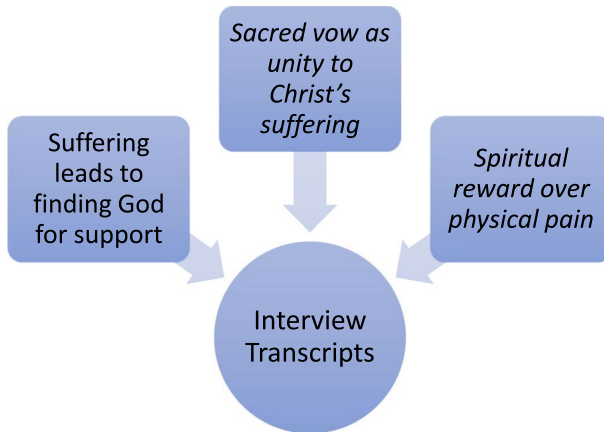 Suffering
leads to
finding God
for support
Sacred vow as
unity to
Christ's
suffering
Spiritual
reward over
physical pain
Interview
Transcripts